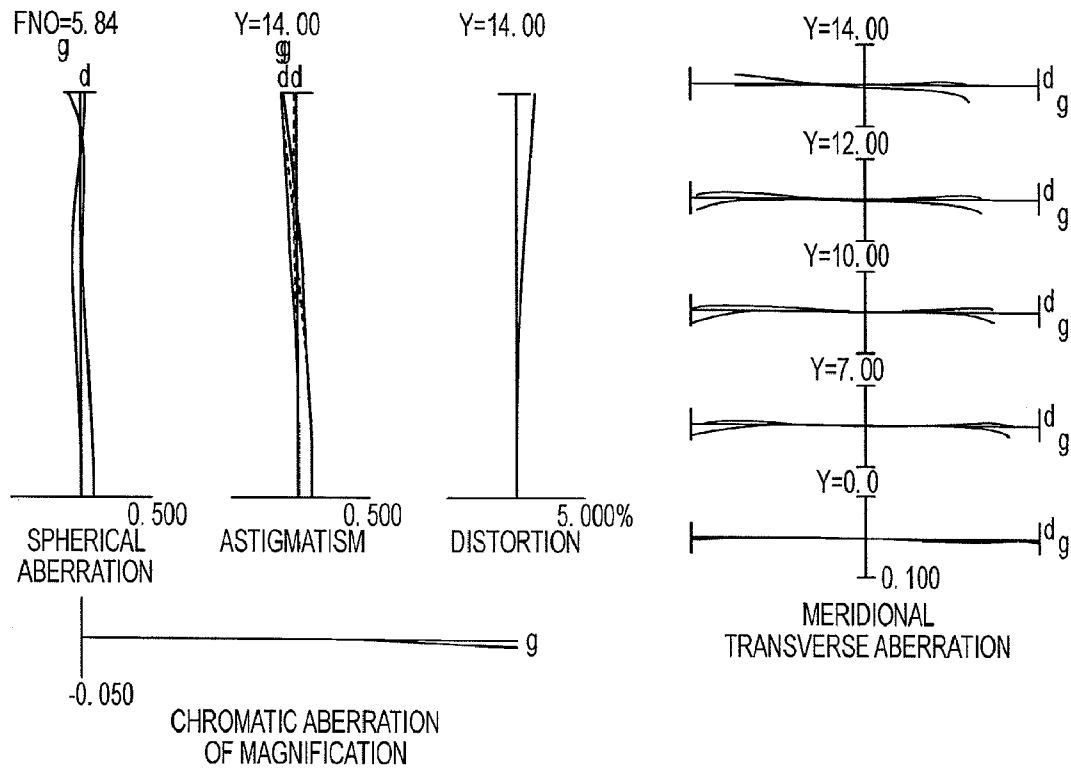 FNO=5.84
g
d
0.500
SPHERICAL
ABERRATION
Y=14.00
g
g
d d
0.500
ASTIGMATISM
Y=14.00
5.000%
DISTORTION
g
-0.050
CHROMATIC ABERRATION
OF MAGNIFICATION
Y=14.00
d
g
Y=12.00
d
g
Y=10.00
d
g
Y=7.00
d
g
Y=0.0
d
g
0.100
MERIDIONAL
TRANSVERSE ABERRATION